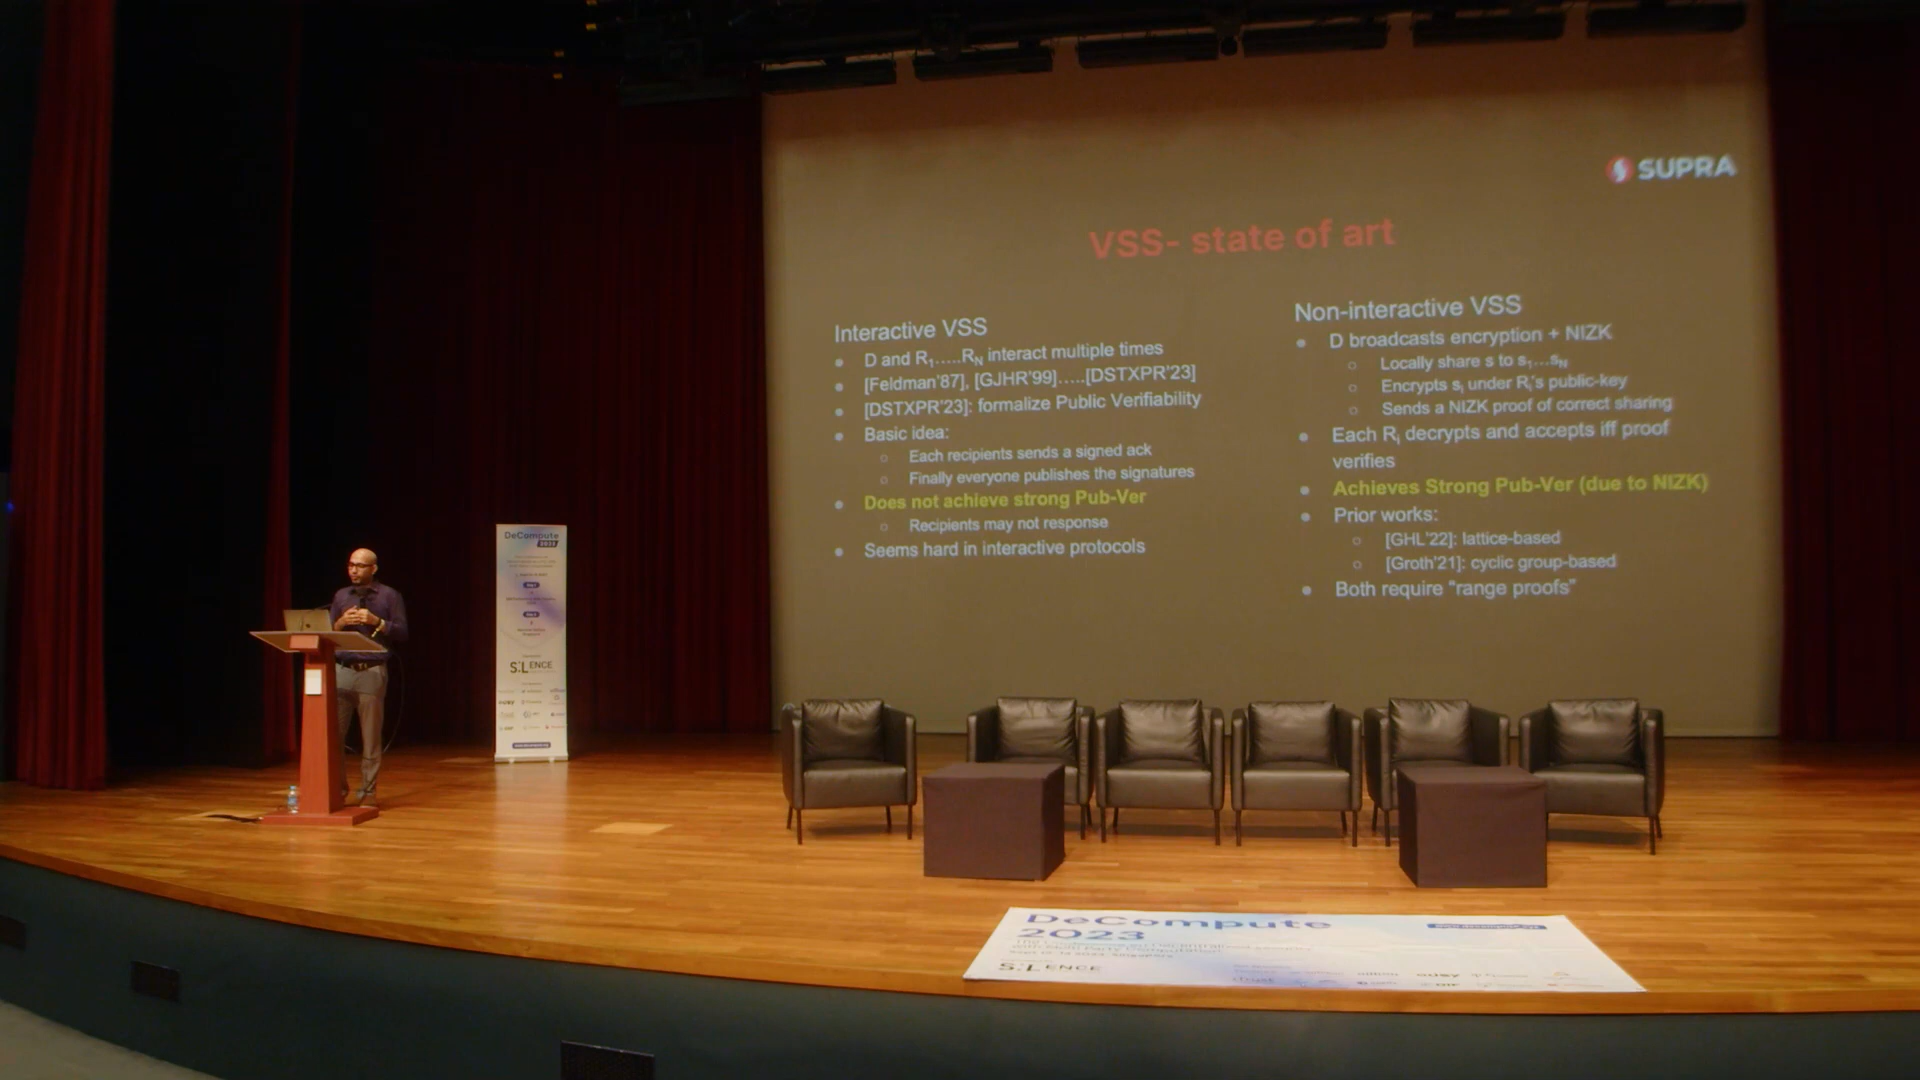 SUPRA
VSS- state of art
Interactive VSS
D and R1.....RN interact multiple times
[Feldman'87], [GJHR'99].....[DSTXPR'23]
[DSTXPR'23]: formalize Public Verifiability
Basic idea:
Each recipients sends a signed ack
Finally everyone publishes the signatures
Does not achieve strong Pub-Ver
Recipients may not response
Seems hard in interactive protocols
Non-interactive VSS
D broadcasts encryption + NIZK
Locally share s to s1...sN
Encrypts si under Ri's public-key
Sends a NIZK proof of correct sharing
Each Ri decrypts and accepts iff proof
verifies
Achieves Strong Pub-Ver (due to NIZK)
Prior works:
[GHL'22]: lattice-based
[Groth'21]: cyclic group-based
Both require “range proofs”
DeCompute
2023
SILENCE
DeCompute
2023
SILENCE